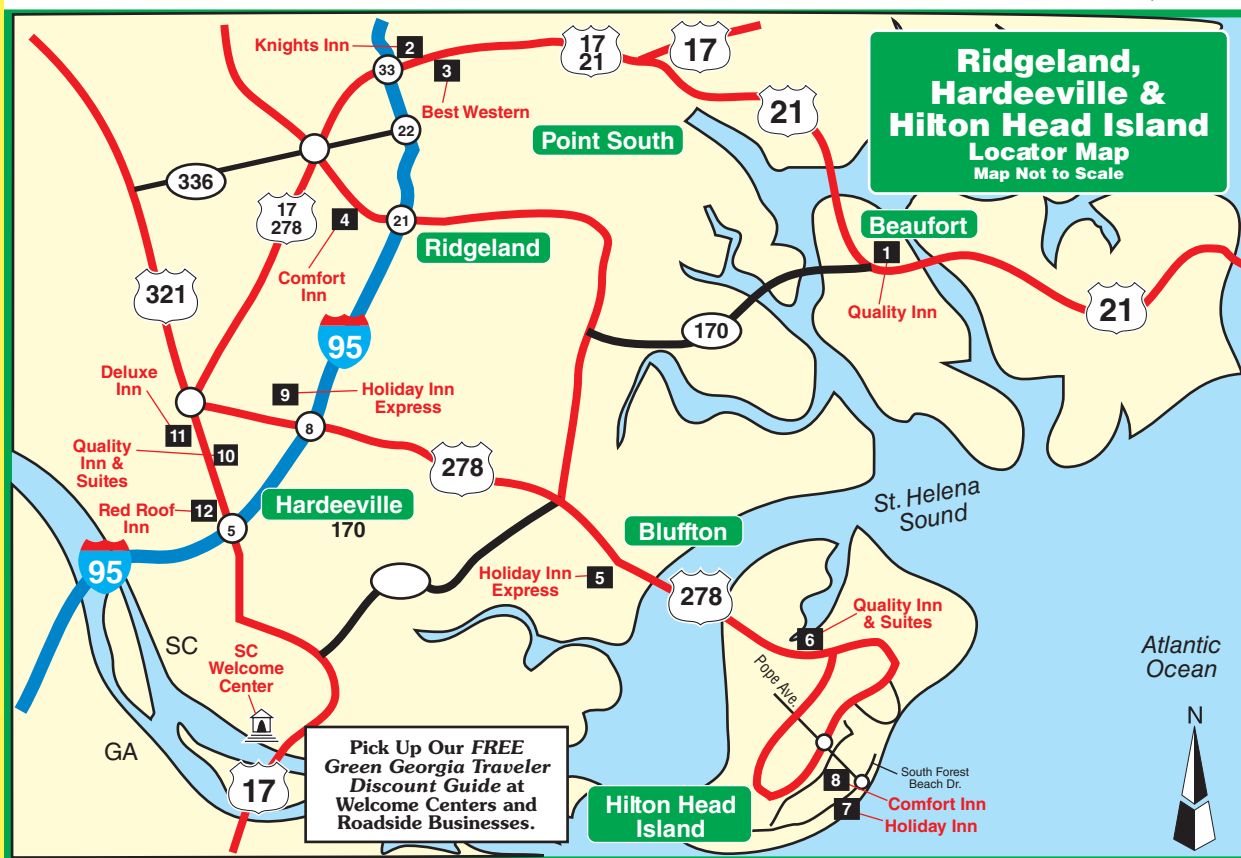 Ridgeland,
Hardeeville &
Hilton Head Island
Locator Map
Map Not to Scale
Knights Inn
2
33
3
Best Western
17
21
17
21
22
Point South
336
17
278
4
21
Comfort
Inn
Ridgeland
Beaufort
1
Quality Inn
21
170
321
95
Deluxe
Inn
11
9
Holiday Inn
Express
8
Quality
Inn &
Suites
10
278
Red Roof
Inn
12
5
Hardeeville
170
95
St. Helena
Sound
Bluffton
Holiday Inn
Express
5
278
Quality Inn
& Suites
6
Pope Ave.
SC
GA
SC
Welcome
Center
17
Pick Up Our FREE
Green Georgia Traveler
Discount Guide at
Welcome Centers and
Roadside Businesses.
Hilton Head
Island
South Forest
Beach Dr.
8
Comfort Inn
7
Holiday Inn
Atlantic
Ocean
N